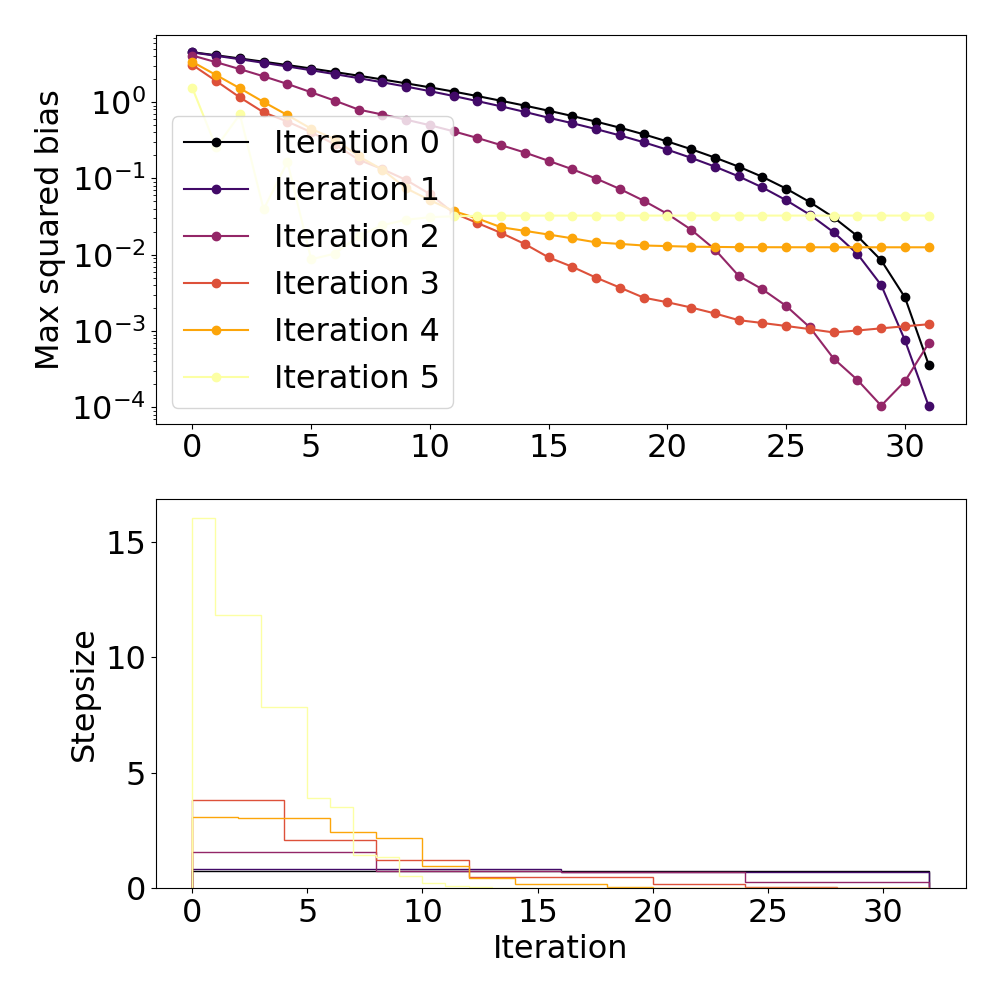 Max squared bias
10^0
10^{-1}
10^{-2}
10^{-3}
10^{-4}
Iteration 0
Iteration 1
Iteration 2
Iteration 3
Iteration 4
Iteration 5
0 5 10 15 20 25 30
Stepsize
15
10
5
0
0 5 10 15 20 25 30
Iteration